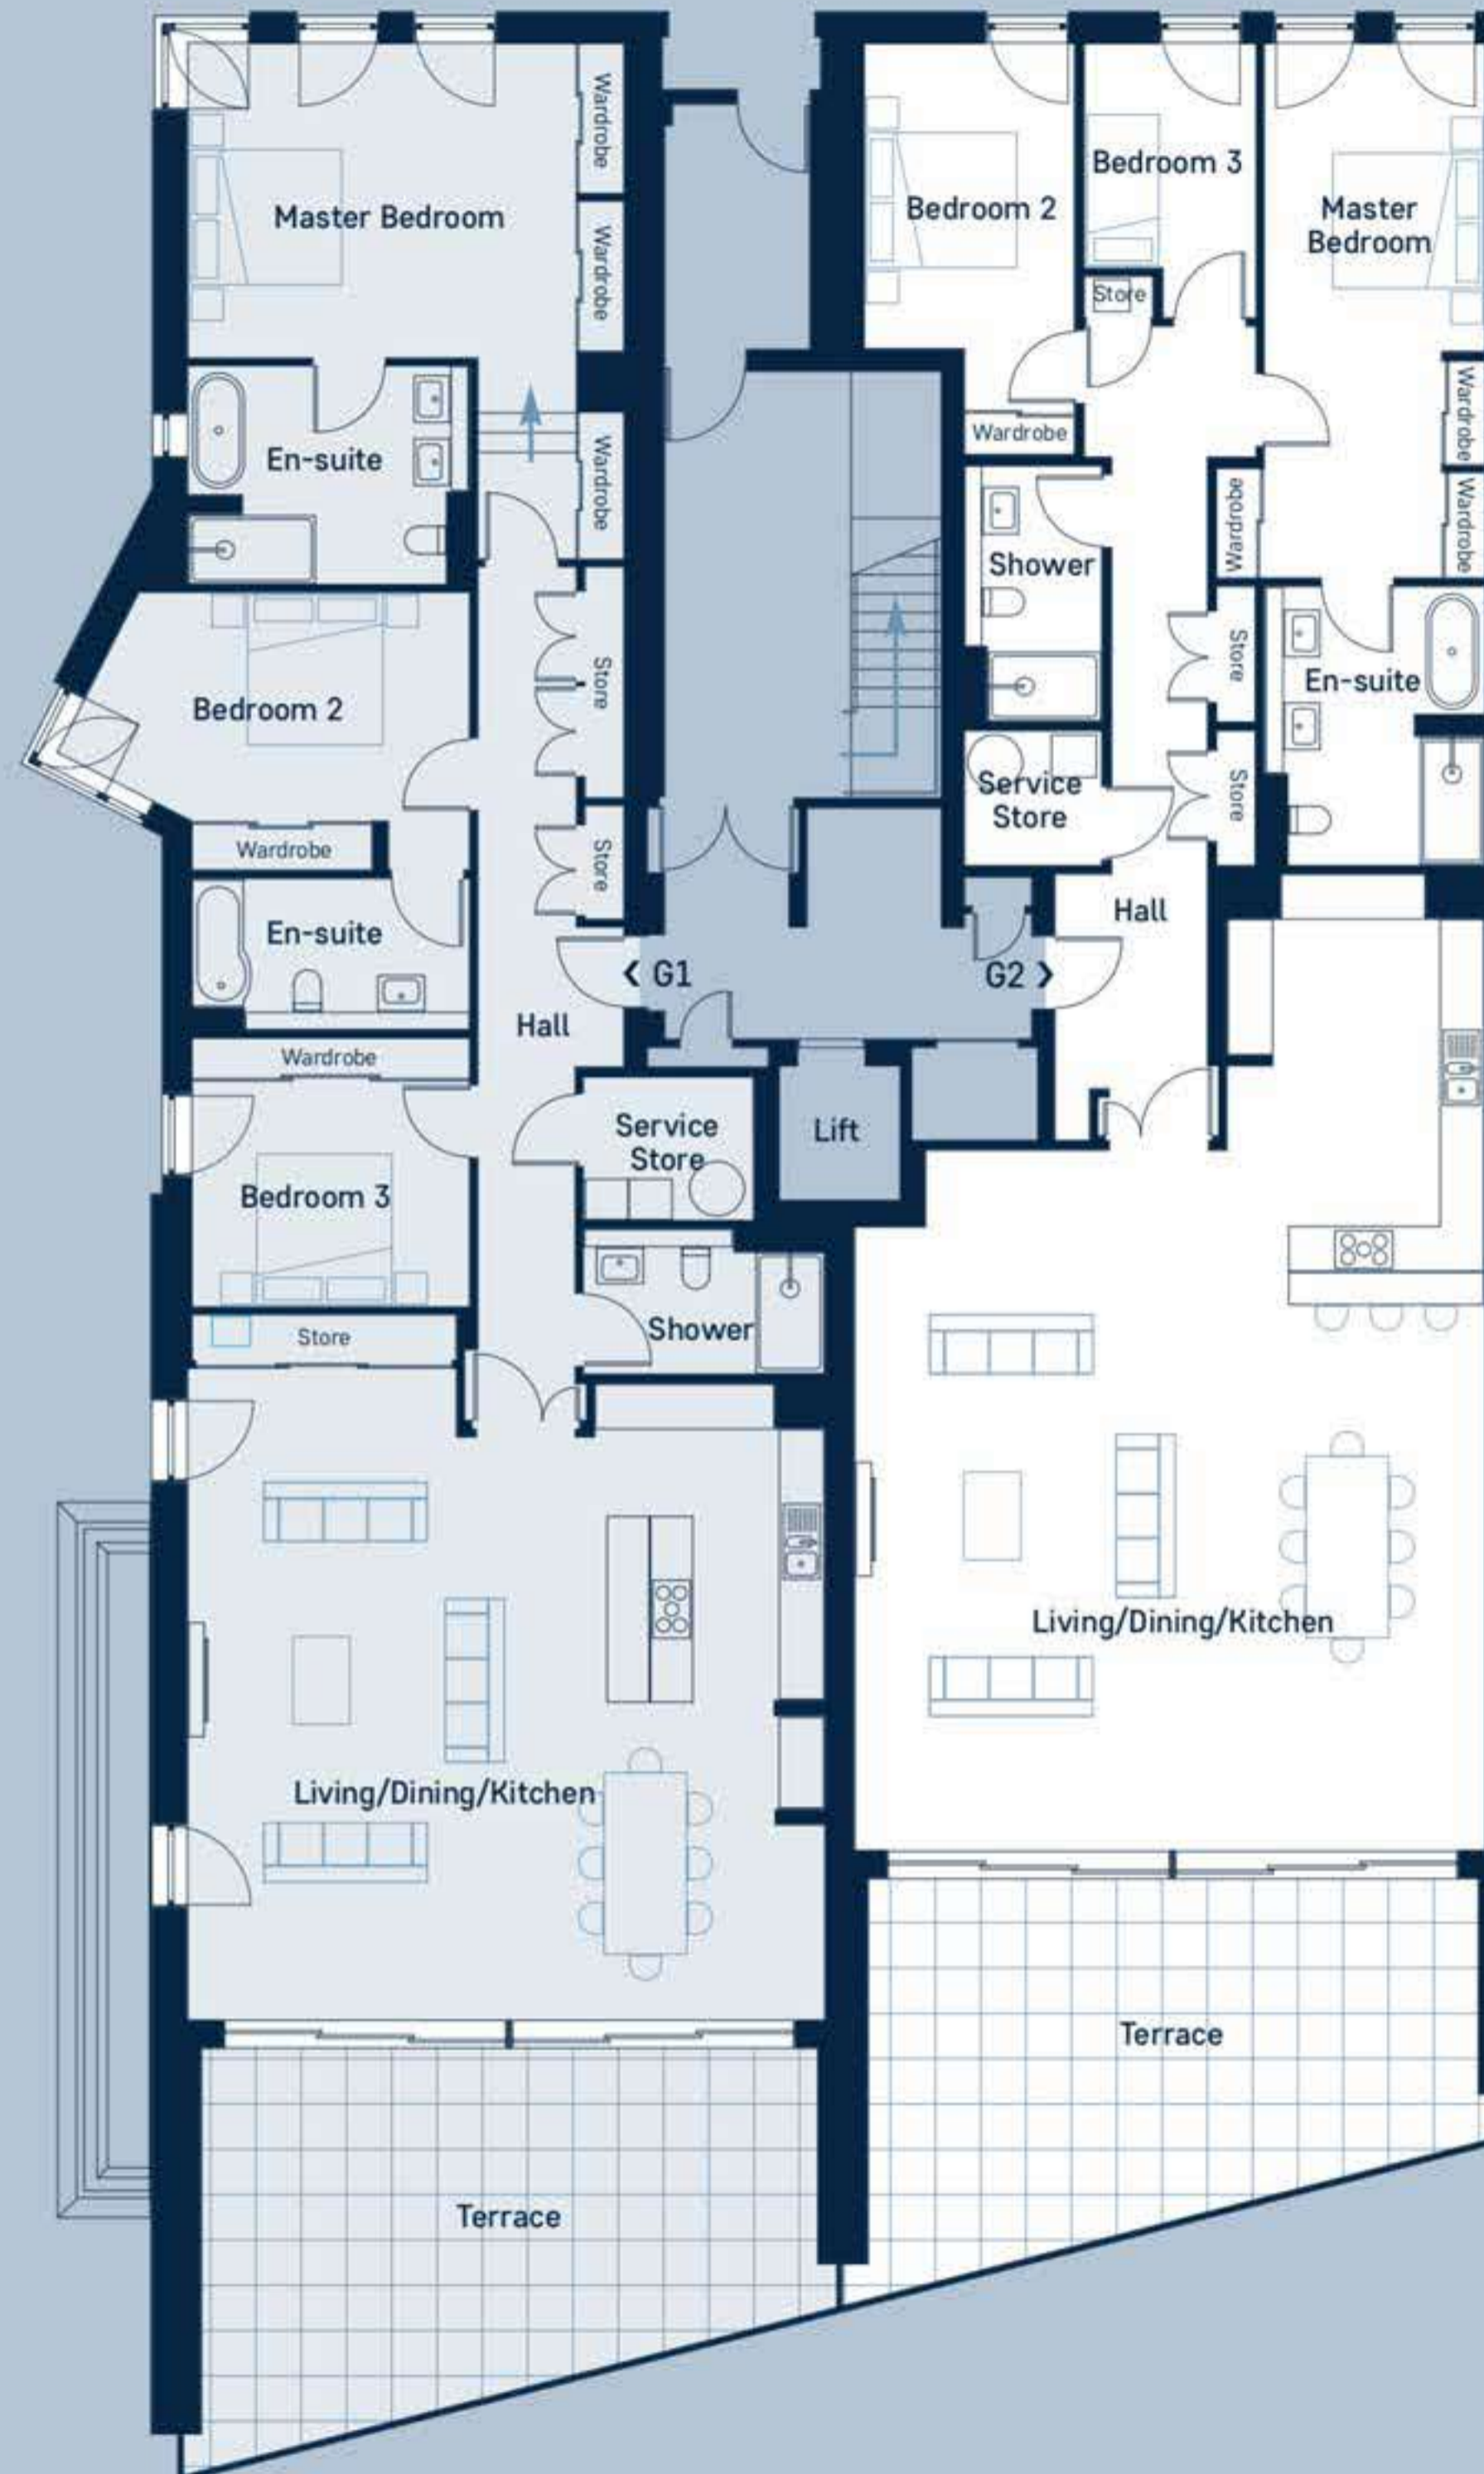 Wardrobe
Master Bedroom
Wardrobe
En-suite
Wardrobe
Bedroom 2
Store
Wardrobe
Store
En-suite
Hall
Wardrobe
Service
Store
Bedroom 3
Shower
Store
Living/Dining/Kitchen
Terrace
G1
G2
Lift
Bedroom 2
Bedroom 3
Master
Bedroom
Store
Wardrobe
Wardrobe
Wardrobe
Wardrobe
Shower
Store
En-suite
Service
Store
Store
Hall
Living/Dining/Kitchen
Terrace